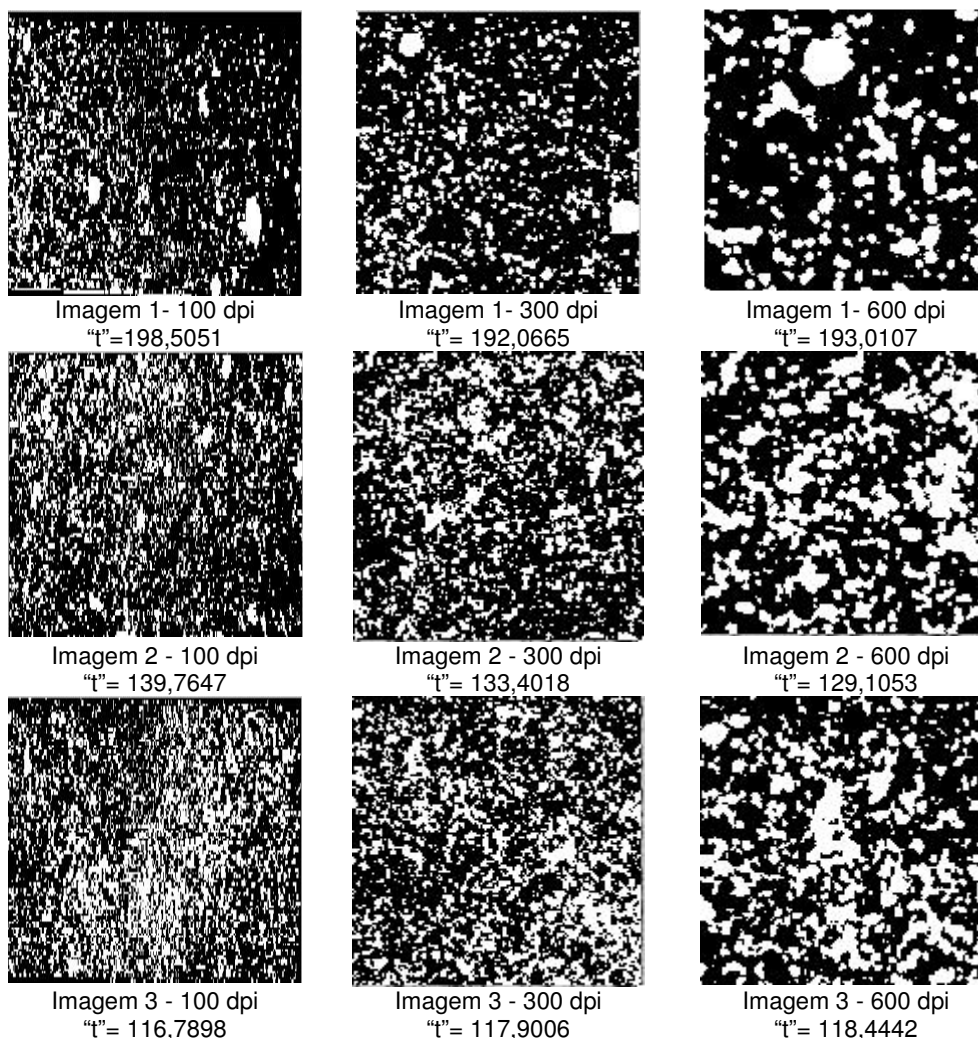 Imagem 1- 100 dpi
“t”=198,5051
Imagem 1- 300 dpi
“t”= 192,0665
Imagem 1- 600 dpi
“t”= 193,0107
Imagem 2 - 100 dpi
“t”= 139,7647
Imagem 2 - 300 dpi
“t”= 133,4018
Imagem 2 - 600 dpi
“t”= 129,1053
Imagem 3 - 100 dpi
“t”= 116,7898
Imagem 3 - 300 dpi
“t”= 117,9006
Imagem 3 - 600 dpi
“t”= 118,4442